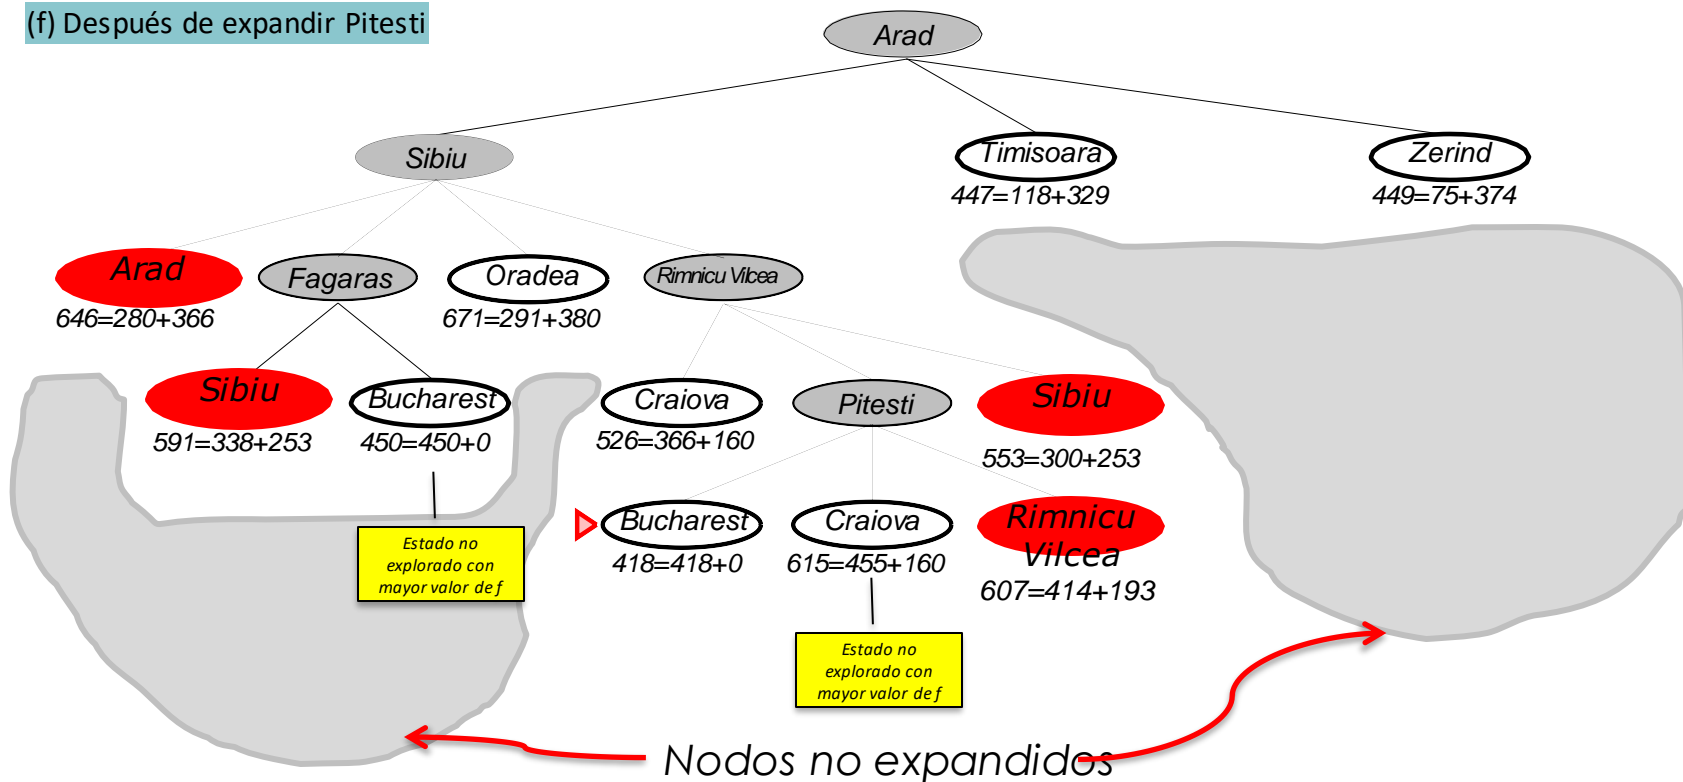 (f) Después de expandir Pitesti
Arad
Sibiu
Timisoara
Zerind
447=118+329
449=75+374
Arad
Fagaras
Oradea
Rimnicu Vilcea
646=280+366
671=291+380
Sibiu
Bucharest
Craiova
Pitesti
Sibiu
591=338+253
450=450+0
526=366+160
553=300+253
Bucharest
Craiova
Rimnicu
Vilcea
418=418+0
615=455+160
607=414+193
Estado no
explorado con
mayor valor de f
Estado no
explorado con
mayor valor de f
Nodos no expandidos